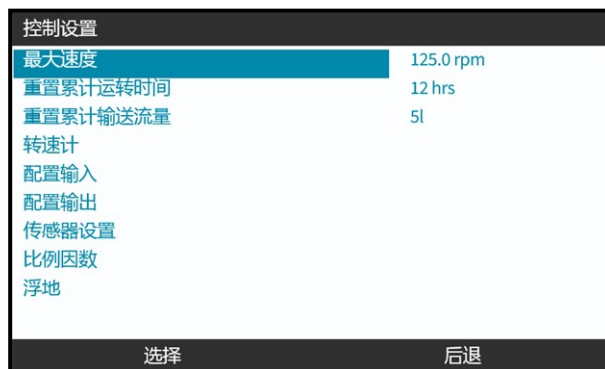 控制设置
最大速度 125.0 rpm
重置累计运转时间 12 hrs
重置累计输送流量 5l
转速计
配置输入
配置输出
传感器设置
比例因数
浮地
选择 后退